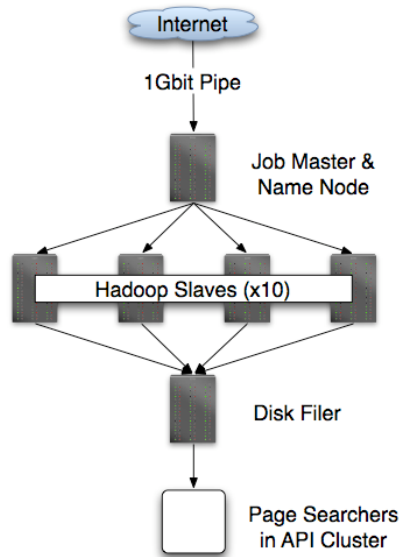 Internet
1Gbit Pipe
Job Master &
Name Node
Hadoop Slaves (x10)
Disk Filer
Page Searchers
in API Cluster